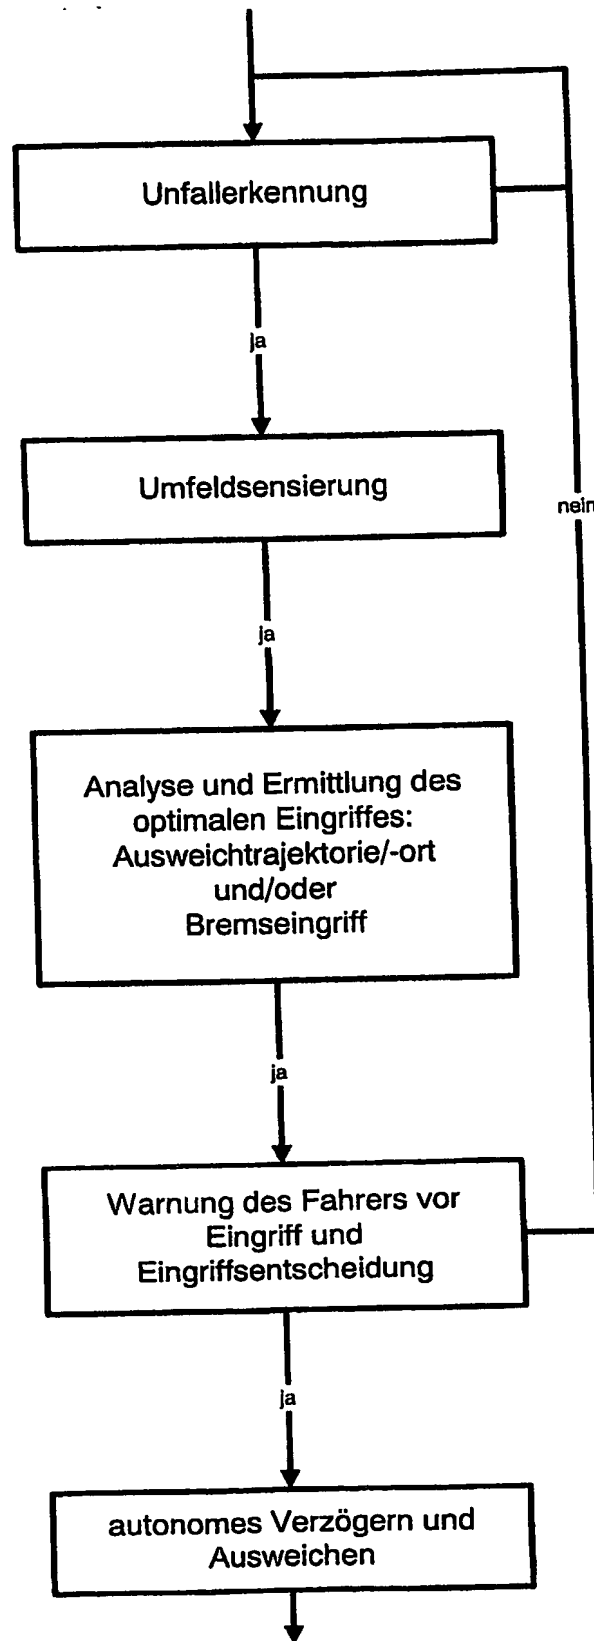 Unfallerkennung
ja
Umfeldsensierung
nein
ja
Analyse und Ermittlung des
optimalen Eingriffes:
Ausweichtrajektorie/-ort
und/oder
Bremseingriff
ja
Warnung des Fahrers vor
Eingriff und
Eingriffsentscheidung
ja
autonomes Verzögern und
Ausweichen